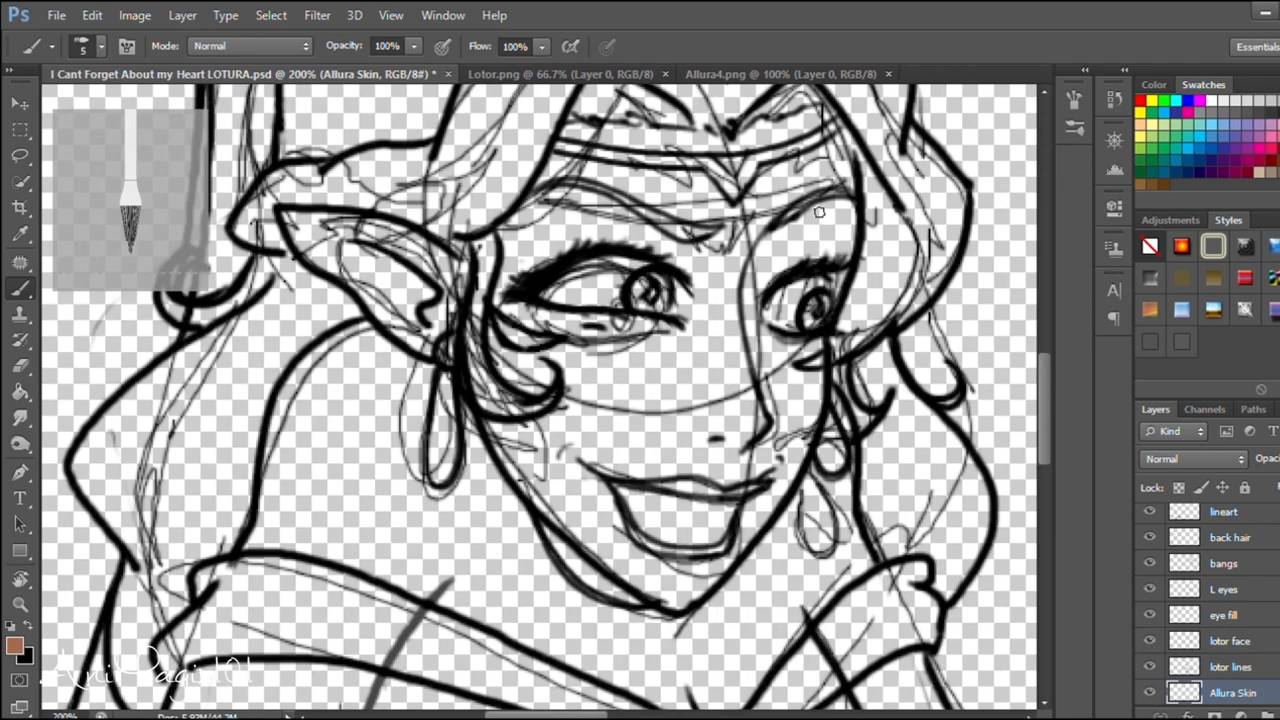 Ps File Edit Image Layer Type Select Filter 3D View Window Help
5 Mode: Normal Opacity: 100% Flow: 100% Essentials
I Cant Forget About my Heart LOTURA.psd @ 200% (Allura Skin, RGB/8#) * × Lotor.png @ 66.7% (Layer 0, RGB/8) × Allura4.png @ 100% (Layer 0, RGB/8) ×
Color Swatches
Adjustments Styles
Layers Channels Paths
Kind
Normal Opac
Lock:
lineart
back hair
bangs
L eyes
eye fill
lotor face
lotor lines
Allura Skin
200%